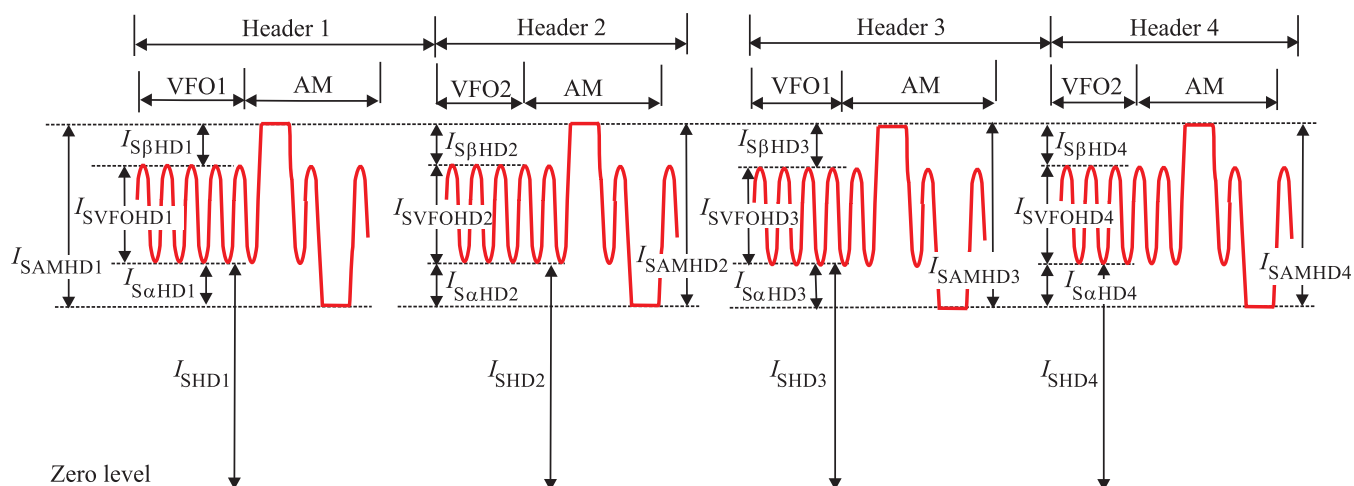 Header 1 Header 2 Header 3 Header 4
VFO1 AM VFO2 AM VFO1 AM VFO2 AM
ISβHD1 ISβHD2 ISβHD3 ISβHD4
ISVFOHD1 ISVFOHD2 ISVFOHD3 ISVFOHD4
ISAMHD1 ISAMHD2 ISAMHD3 ISAMHD4
ISαHD1 ISαHD2 ISαHD3 ISαHD4
ISHD1 ISHD2 ISHD3 ISHD4
Zero level